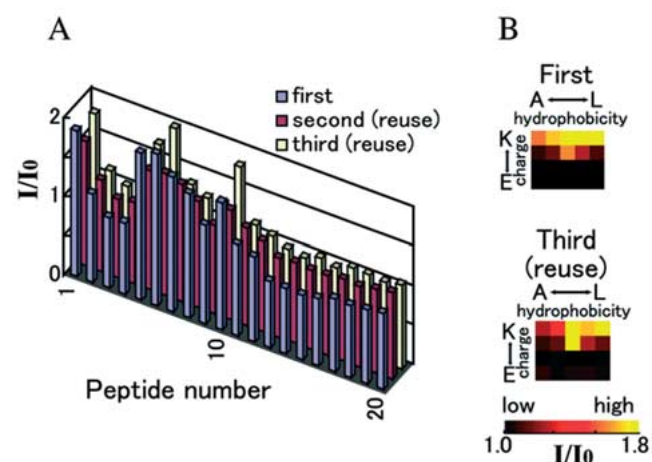 A
B
first
second (reuse)
third (reuse)
2
1
0
I/I0
1
10
20
Peptide number
First
A L
hydrophobicity
K
E
charge
Third
(reuse)
A L
hydrophobicity
K
E
charge
low high
1.0 1.8
I/I0